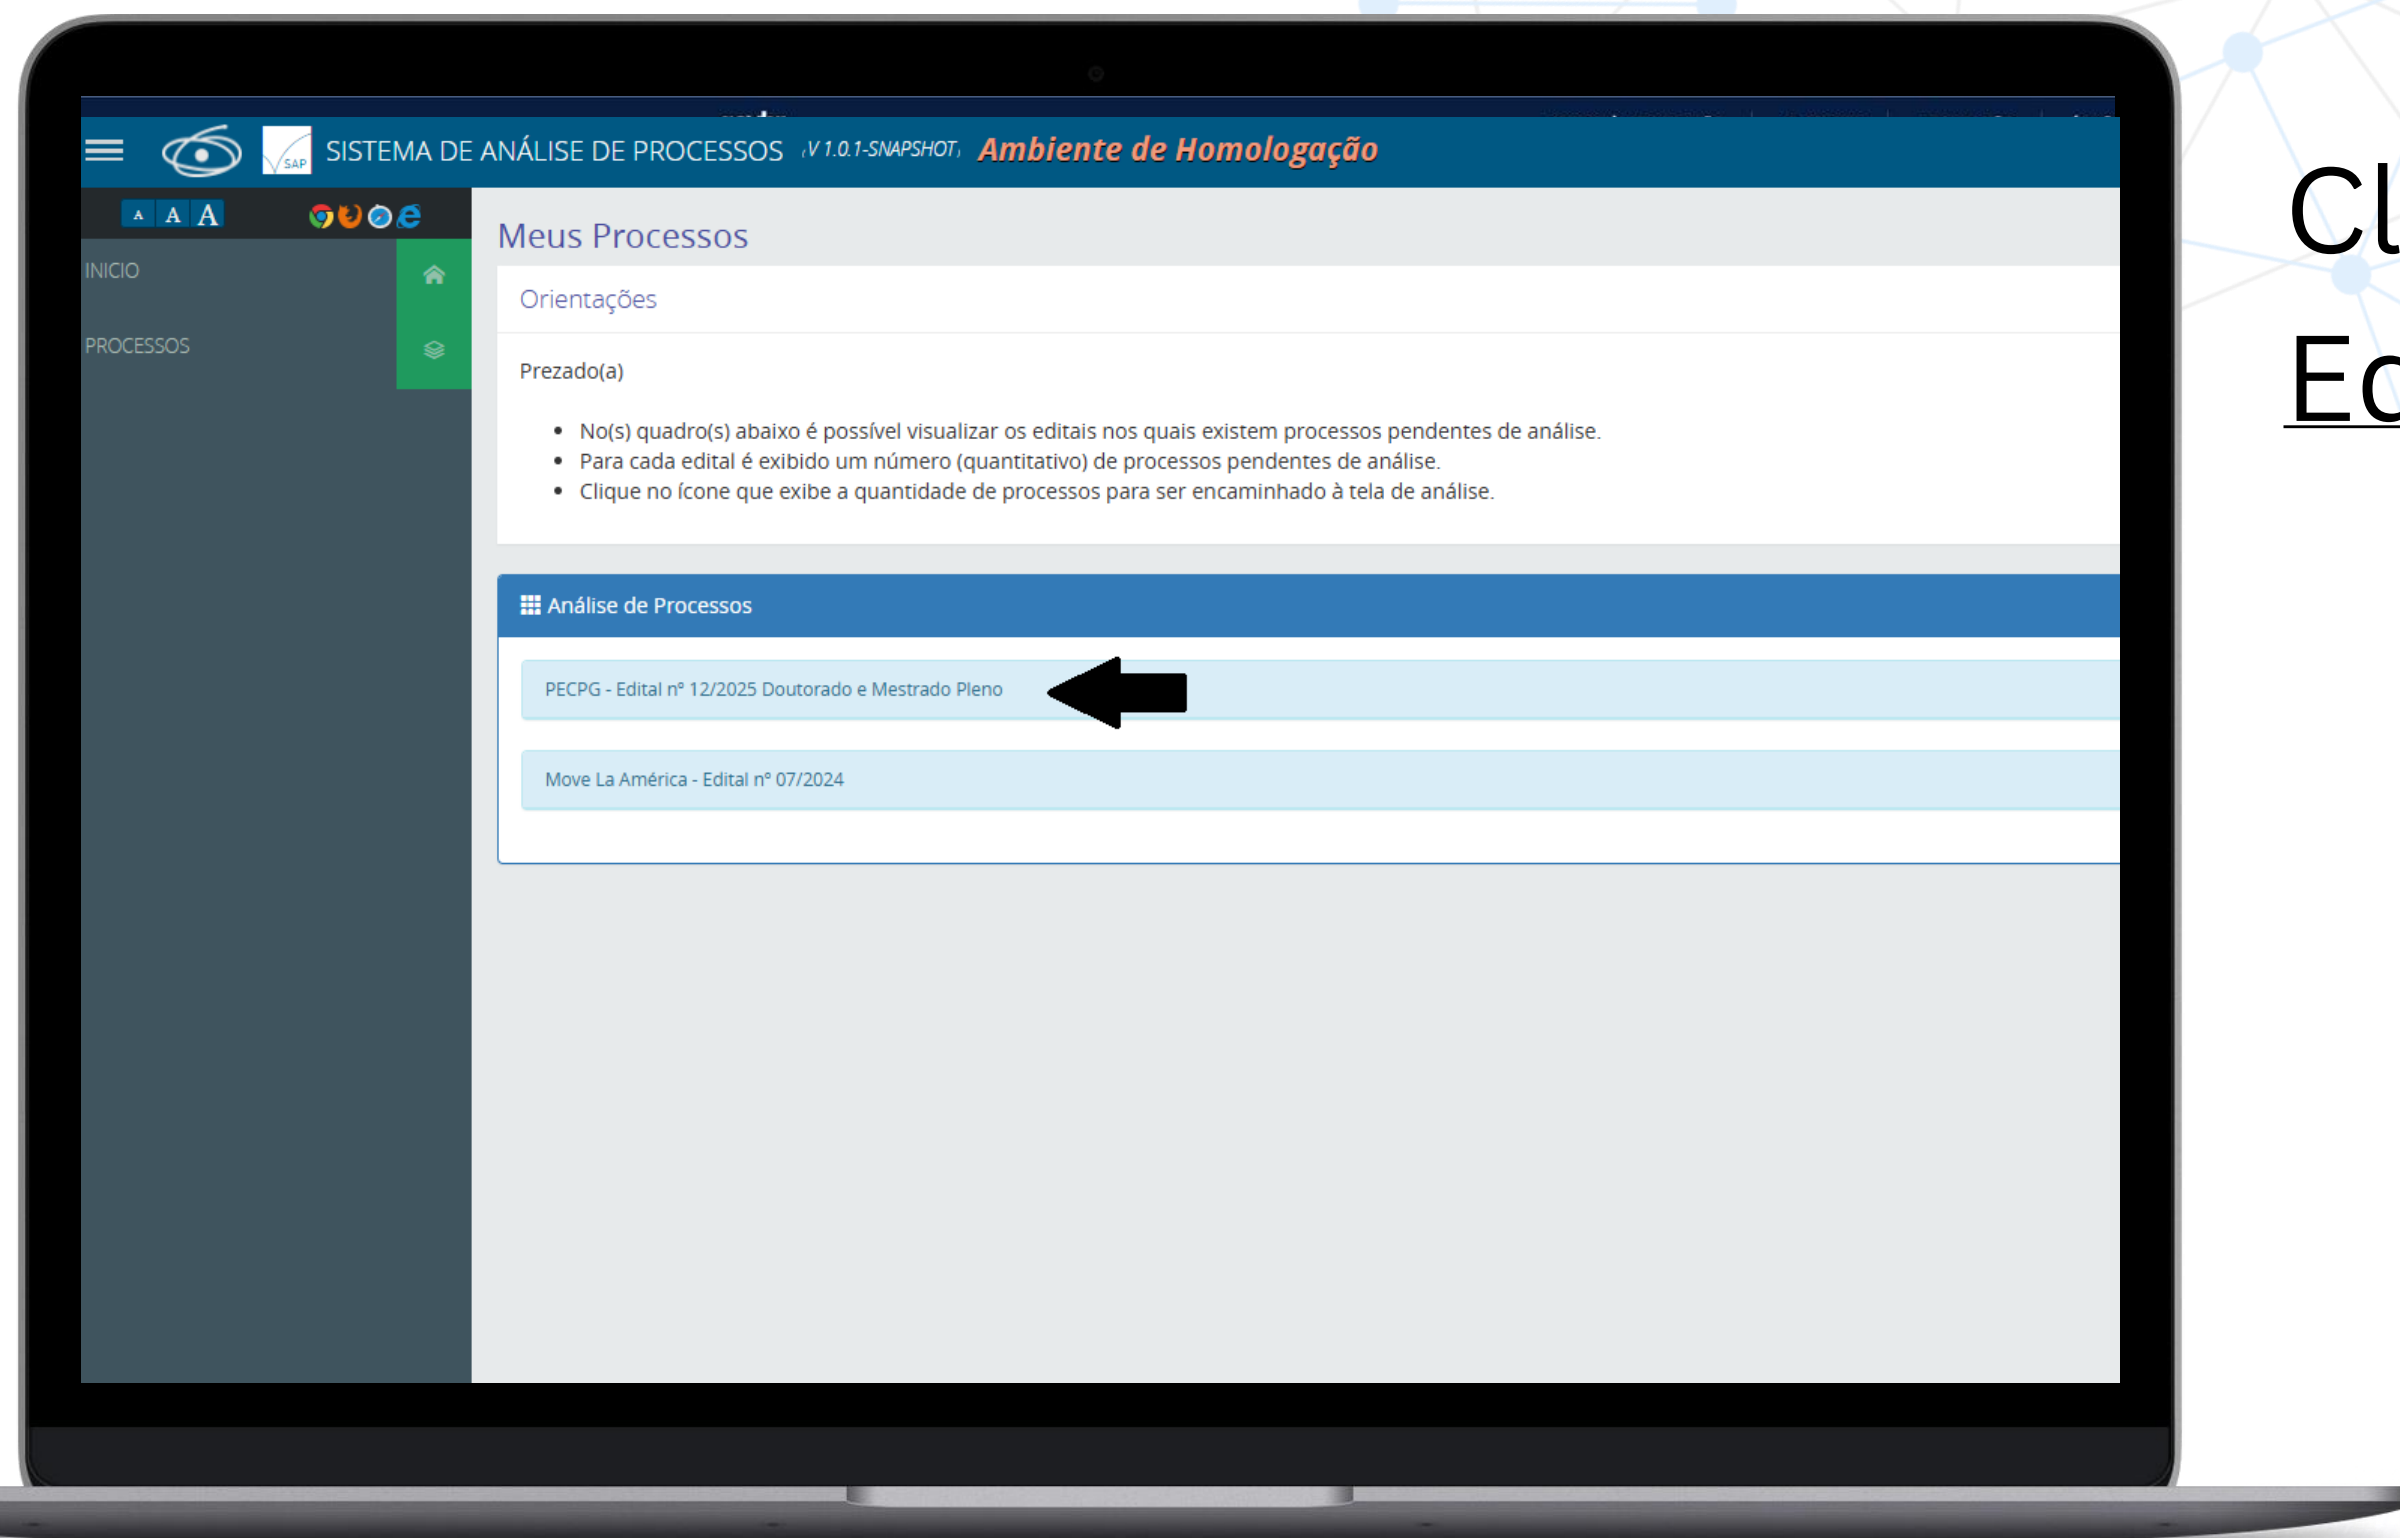 SAP SISTEMA DE ANÁLISE DE PROCESSOS (V 1.0.1-SNAPSHOT) Ambiente de Homologação
A A A
INICIO
PROCESSOS
Meus Processos
Orientações
Prezado(a)
• No(s) quadro(s) abaixo é possível visualizar os editais nos quais existem processos pendentes de análise.
• Para cada edital é exibido um número (quantitativo) de processos pendentes de análise.
• Clique no ícone que exibe a quantidade de processos para ser encaminhado à tela de análise.
Análise de Processos
PECPG - Edital nº 12/2025 Doutorado e Mestrado Pleno
Move La América - Edital nº 07/2024